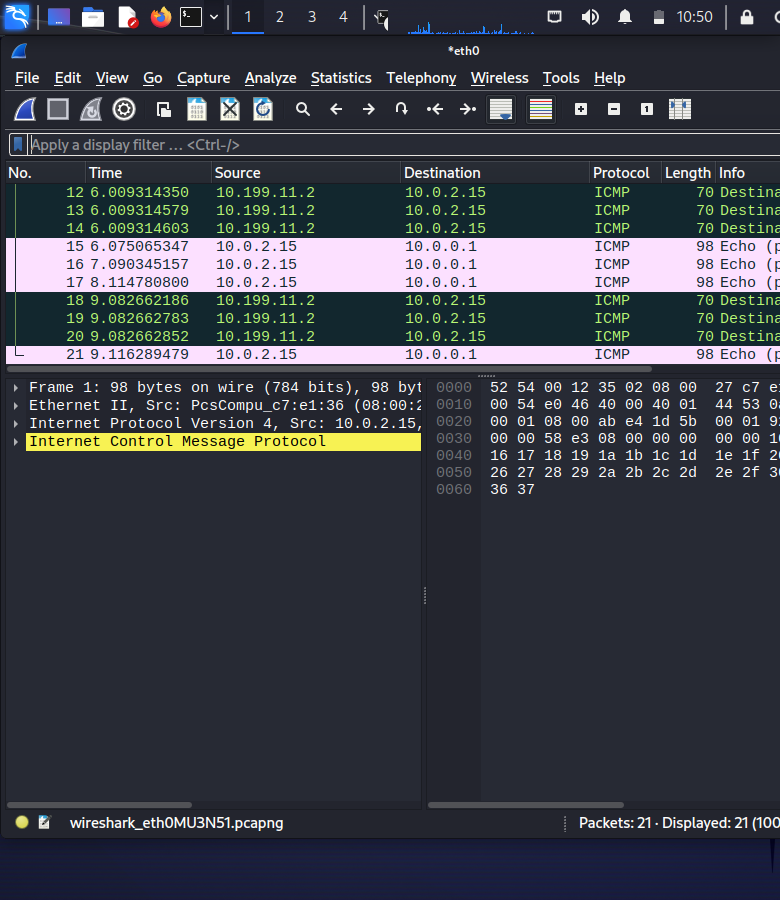 1 2 3 4 10:50
*eth0
File Edit View Go Capture Analyze Statistics Telephony Wireless Tools Help
Apply a display filter … <Ctrl-/>
No. Time Source Destination Protocol Length Info
12 6.009314350 10.199.11.2 10.0.2.15 ICMP 70 Destina
13 6.009314579 10.199.11.2 10.0.2.15 ICMP 70 Destina
14 6.009314603 10.199.11.2 10.0.2.15 ICMP 70 Destina
15 6.075065347 10.0.2.15 10.0.0.1 ICMP 98 Echo (p
16 7.090345157 10.0.2.15 10.0.0.1 ICMP 98 Echo (p
17 8.114780800 10.0.2.15 10.0.0.1 ICMP 98 Echo (p
18 9.082662186 10.199.11.2 10.0.2.15 ICMP 70 Destina
19 9.082662783 10.199.11.2 10.0.2.15 ICMP 70 Destina
20 9.082662852 10.199.11.2 10.0.2.15 ICMP 70 Destina
21 9.116289479 10.0.2.15 10.0.0.1 ICMP 98 Echo (p
Frame 1: 98 bytes on wire (784 bits), 98 byt
Ethernet II, Src: PcsCompu_c7:e1:36 (08:00:2
Internet Protocol Version 4, Src: 10.0.2.15,
Internet Control Message Protocol
0000 52 54 00 12 35 02 08 00 27 c7
0010 00 54 e0 46 40 00 40 01 44 53
0020 00 01 08 00 ab e4 1d 5b 00 01
0030 00 00 58 e3 08 00 00 00 00 00
0040 16 17 18 19 1a 1b 1c 1d 1e 1f
0050 26 27 28 29 2a 2b 2c 2d 2e 2f
0060 36 37
wireshark_eth0MU3N51.pcapng
Packets: 21 · Displayed: 21 (100